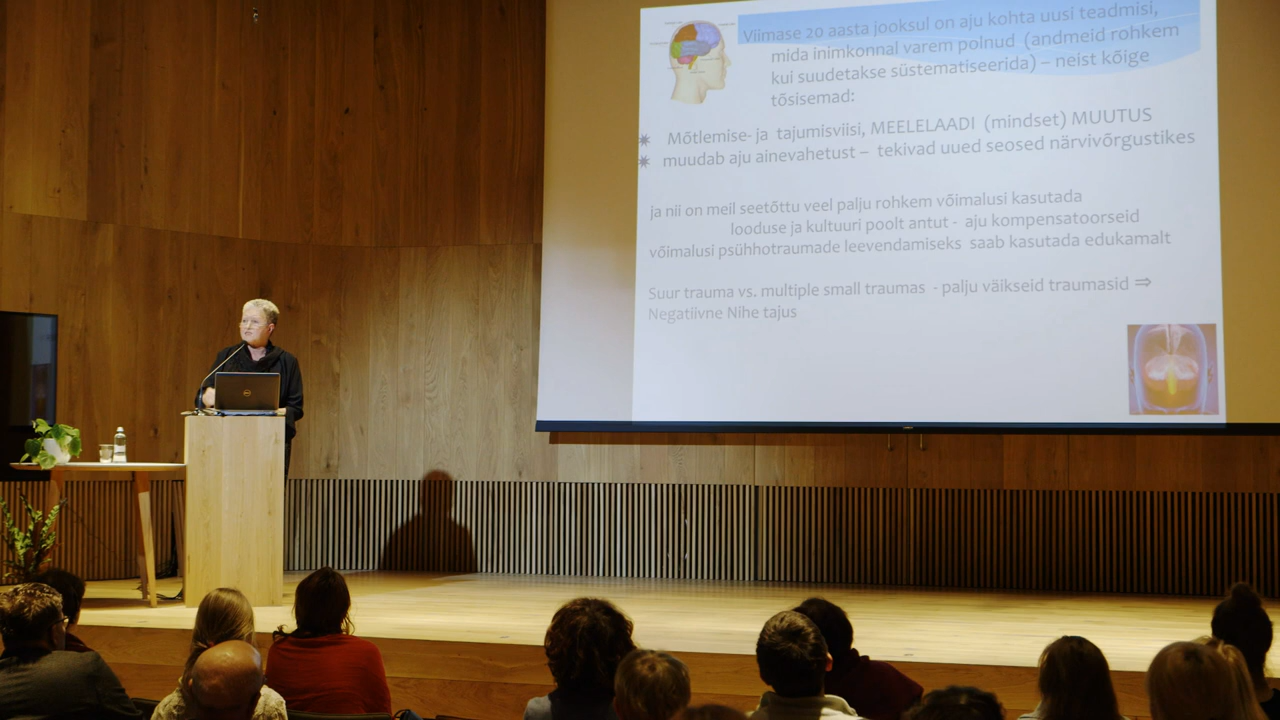 Viimase 20 aasta jooksul on aju kohta uusi teadmisi,
mida inimkonnal varem polnud (andmeid rohkem
kui suudetakse süstematiseerida) – neist kõige
tõsisemad:
Mõtlemise- ja tajumisviisi, MEELELAADI (mindset) MUUTUS
muudab aju ainevahetust – tekivad uued seosed närvivõrgustikes
ja nii on meil seetõttu veel palju rohkem võimalusi kasutada
looduse ja kultuuri poolt antut - aju kompensatoorseid
võimalusi psühhotraumade leevendamiseks saab kasutada edukamalt
Suur trauma vs. multiple small traumas - palju väikseid traumasid ⇒
Negatiivne Nihe tajus
DELL